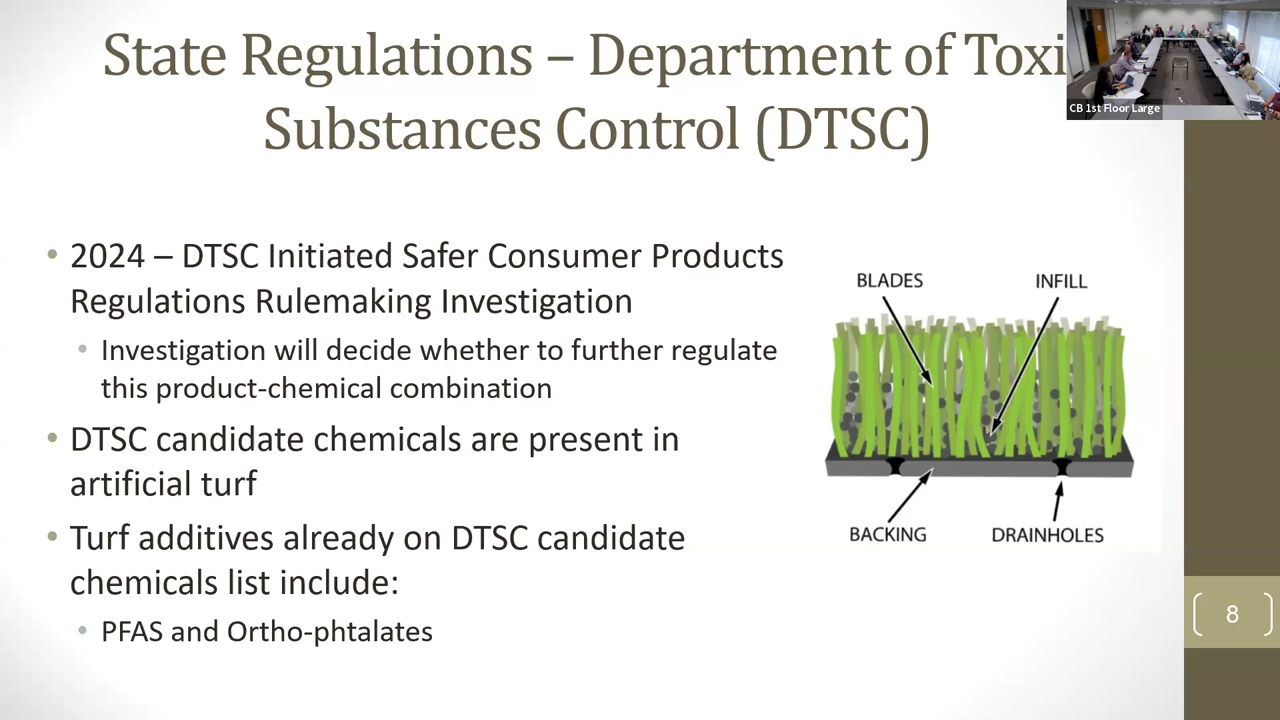 State Regulations – Department of Toxi
Substances Control (DTSC)
CB 1st Floor Large
• 2024 – DTSC Initiated Safer Consumer Products
Regulations Rulemaking Investigation
• Investigation will decide whether to further regulate
this product-chemical combination
• DTSC candidate chemicals are present in
artificial turf
• Turf additives already on DTSC candidate
chemicals list include:
• PFAS and Ortho-phtalates
BLADES
INFILL
BACKING
DRAINHOLES
8